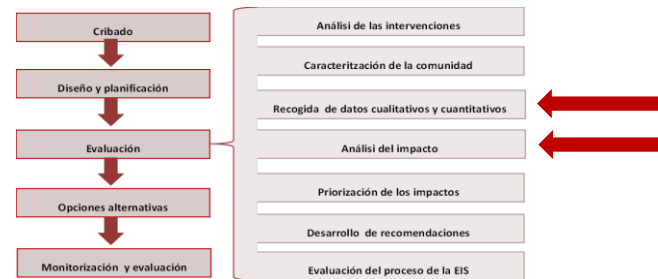 Cribado
Diseño y planificación
Evaluación
Opciones alternativas
Monitorización y evaluación
Análisi de las intervenciones
Caracteritzación de la comunidad
Recogida de datos cualitativos y cuantitativos
Análisi del impacto
Priorización de los impactos
Desarrollo de recomendaciones
Evaluación del proceso de la EIS